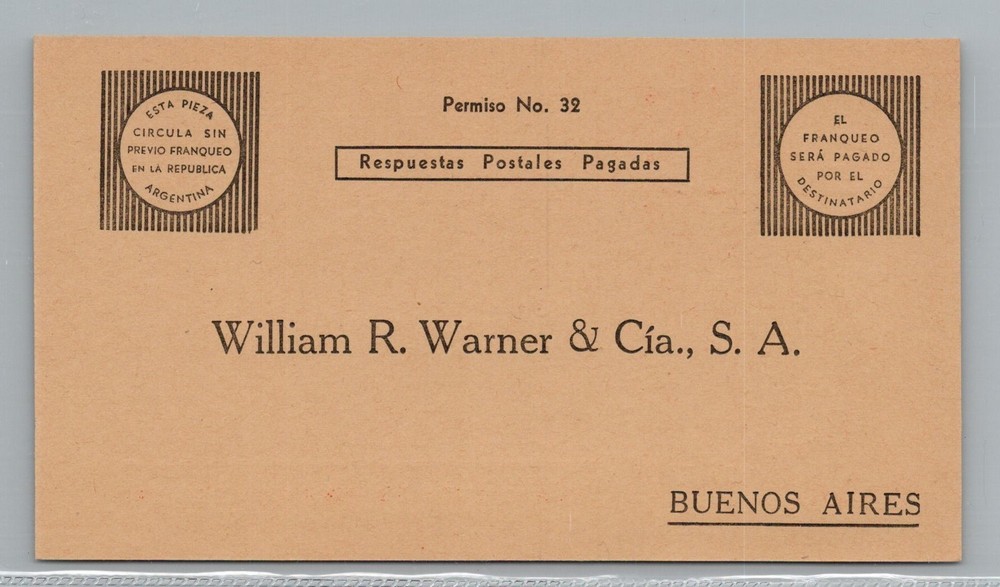 ESTA PIEZA
CIRCULA SIN
PREVIO FRANQUEO
EN LA REPUBLICA
ARGENTINA
Permiso No. 32
Respuestas Postales Pagadas
EL
FRANQUEO
SERÁ PAGADO
POR EL
DESTINATARIO
William R. Warner & Cía., S. A.
BUENOS AIRES